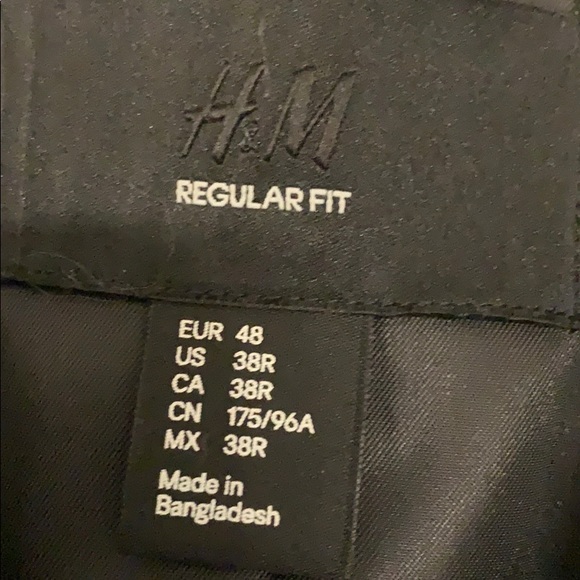 H&M
REGULAR FIT
EUR 48
US 38R
CA 38R
CN 175/96A
MX 38R
Made in
Bangladesh